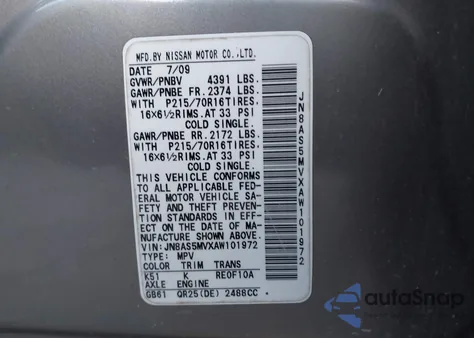 MFD.BY NISSAN MOTOR CO.,LTD.
DATE 7/09
GVWR/PNBV 4391 LBS.
GAWR/PNBE FR. 2374 LBS.
WITH P215/70R16TIRES,
16X6½RIMS.AT 33 PSI
COLD SINGLE.
GAWR/PNBE RR. 2172 LBS.
WITH P215/70R16TIRES,
16X6½RIMS.AT 33 PSI
COLD SINGLE.
THIS VEHICLE CONFORMS
TO ALL APPLICABLE FED-
ERAL MOTOR VEHICLE SA-
FETY AND THEFT PREVEN-
TION STANDARDS IN EFF-
ECT ON THE DATE OF MA-
NUFACTURE SHOWN ABOVE.
VIN:JN8AS5MVXAW101972
TYPE: MPV
COLOR TRIM TRANS
K51 K RE0F10A
AXLE ENGINE
GB61 QR25(DE) 2488CC
JN8AS5MVXAW101972
autoSnap